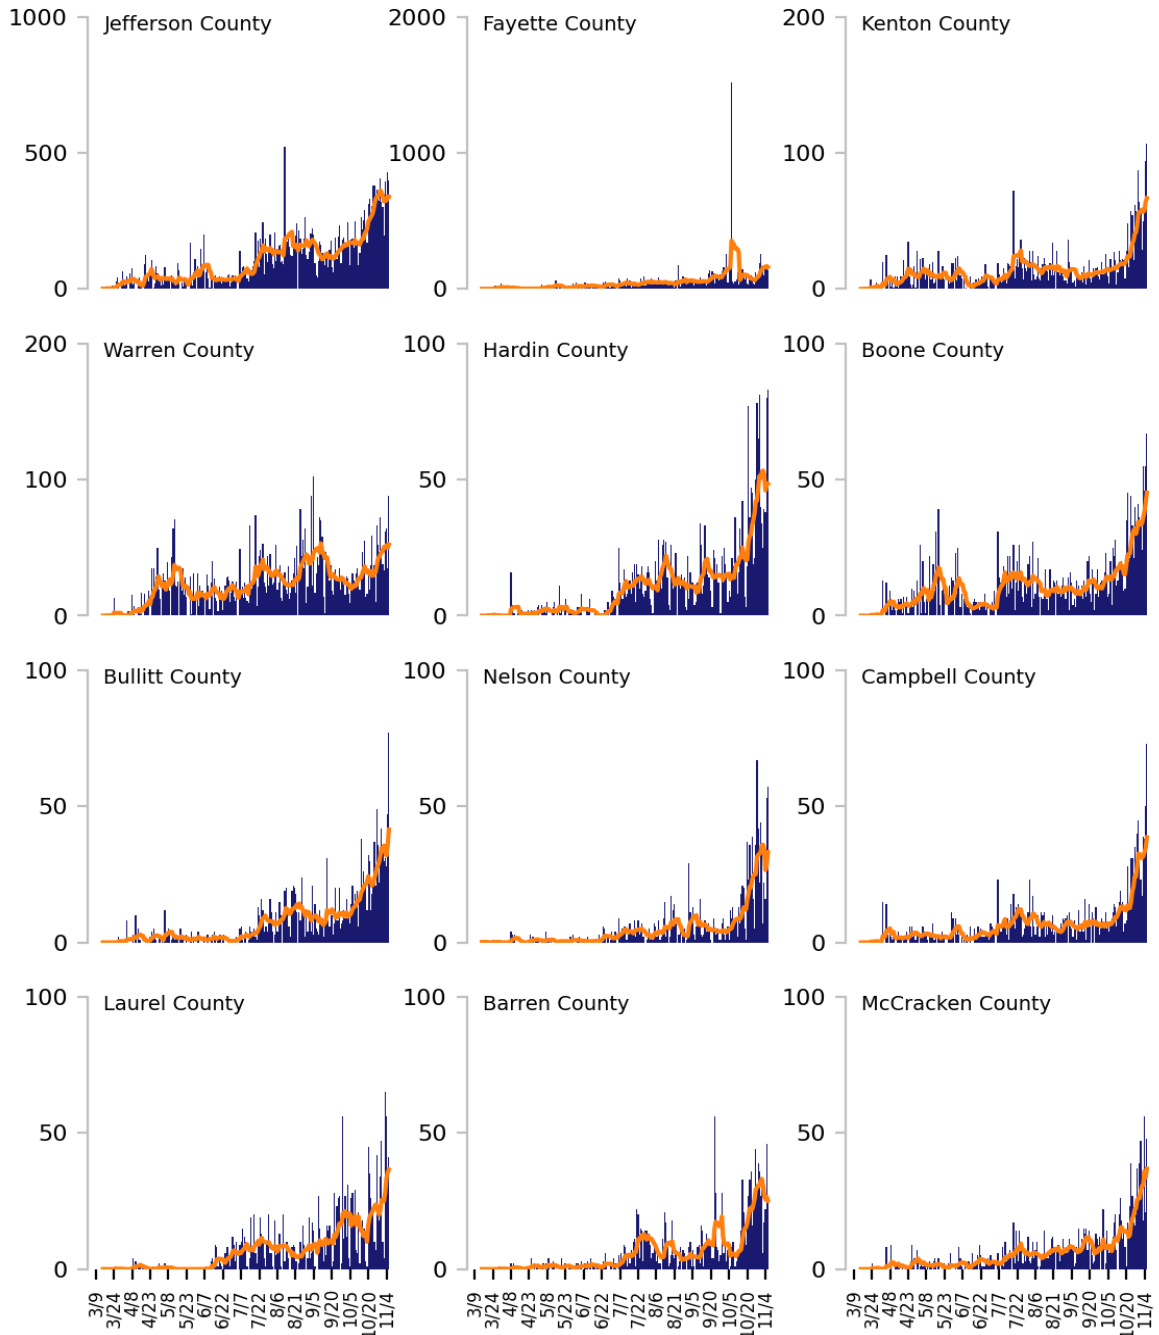 1000 Jefferson County 2000 Fayette County 200 Kenton County
500 1000 100
0 0 0
200 Warren County 100 Hardin County 100 Boone County
100 50 50
0 0 0
100 Bullitt County 100 Nelson County 100 Campbell County
50 50 50
0 0 0
100 Laurel County 100 Barren County 100 McCracken County
50 50 50
0 0 0
3/9 3/24 4/8 4/23 5/8 5/23 6/7 6/22 7/7 7/22 8/6 8/21 9/5 9/20 10/5 10/20 11/4 3/9 3/24 4/8 4/23 5/8 5/23 6/7 6/22 7/7 7/22 8/6 8/21 9/5 9/20 10/5 10/20 11/4 3/9 3/24 4/8 4/23 5/8 5/23 6/7 6/22 7/7 7/22 8/6 8/21 9/5 9/20 10/5 10/20 11/4